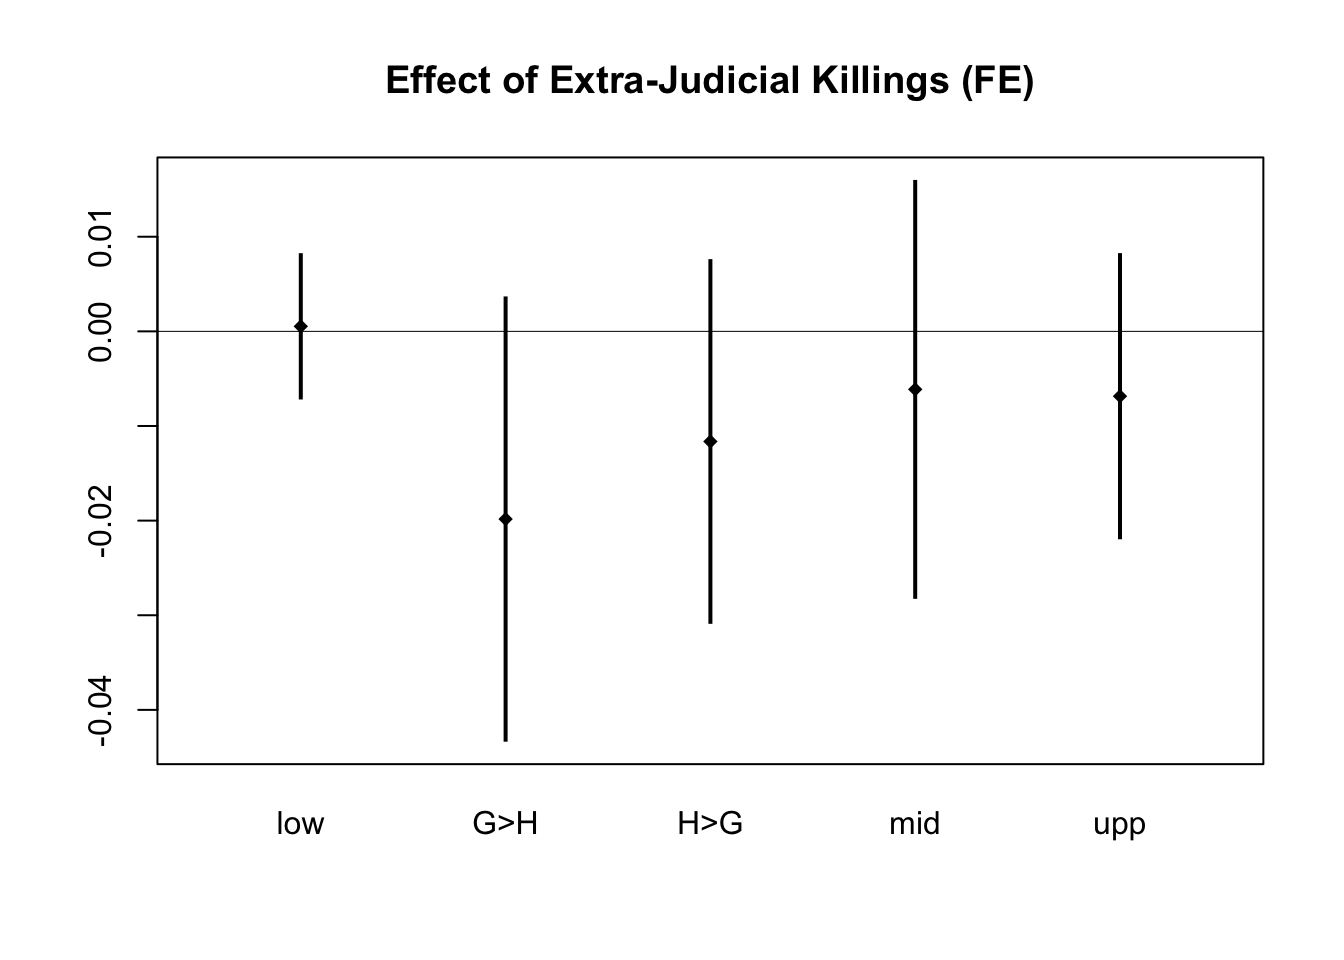 Effect of Extra-Judicial Killings (FE)
0.01
0.00
-0.02
-0.04
low G>H H>G mid upp